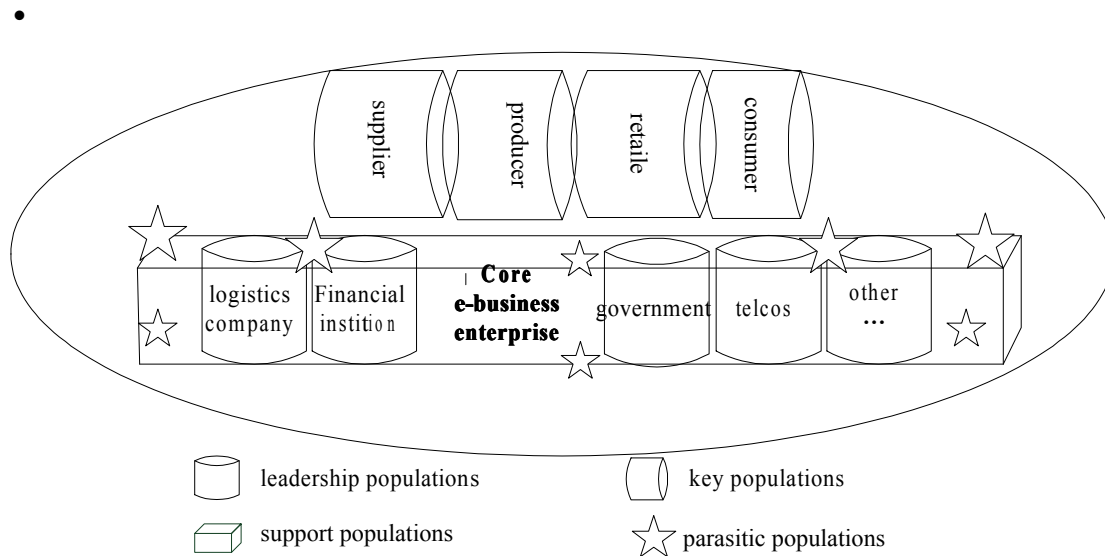 •
supplier
producer
retaile
consumer
logistics
company
Financial
instition
Core
e-business
enterprise
government
telcos
other
...
leadership populations
key populations
support populations
parasitic populations